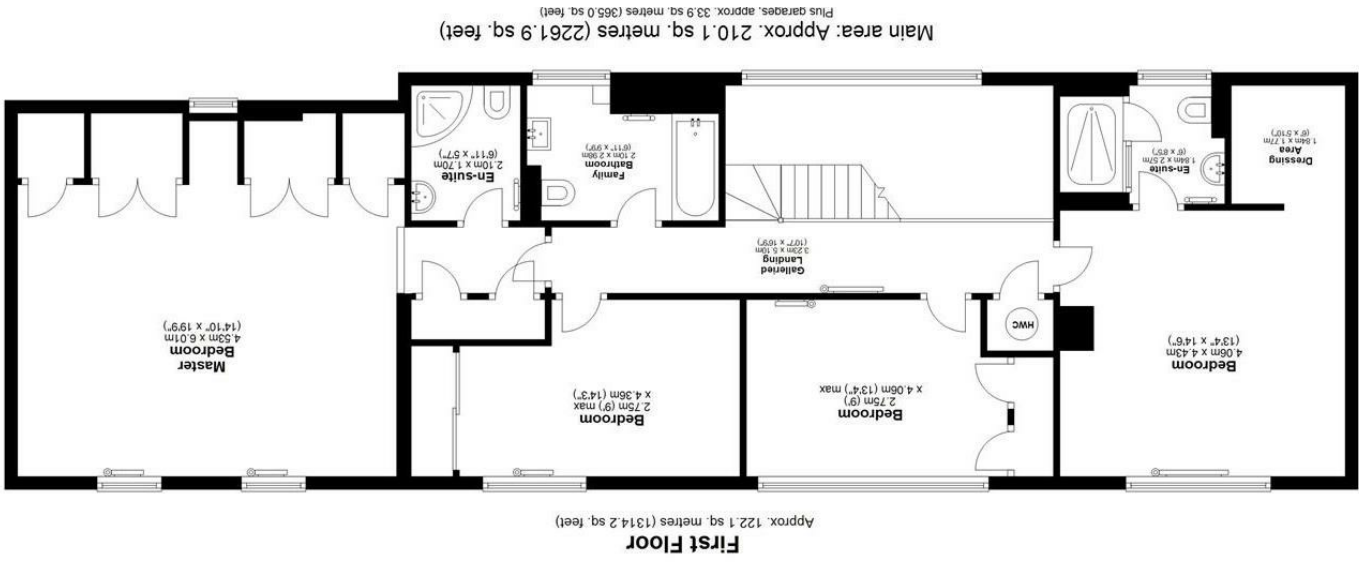 First Floor
Approx. 122.1 sq. metres (1314.2 sq. feet)
Bedroom
4.06m x 4.43m
(13'4" x 14'6")
HWC
Bedroom
2.75m (9')
x 4.06m (13'4") max
Bedroom
2.75m (9') max
x 4.36m (14'3")
Master
Bedroom
4.53m x 6.01m
(14'10" x 19'9")
Galleried
Landing
3.23m x 5.10m
(10'7" x 16'9")
Dressing
Area
1.84m x 1.77m
(6' x 5'10")
En-suite
1.84m x 2.57m
(6' x 8'5")
Family
Bathroom
2.10m x 2.98m
(6'11" x 9'9")
En-suite
2.10m x 1.70m
(6'11" x 5'7")
Main area: Approx. 210.1 sq. metres (2261.9 sq. feet)
Plus garages, approx. 33.9 sq. metres (365.0 sq. feet)